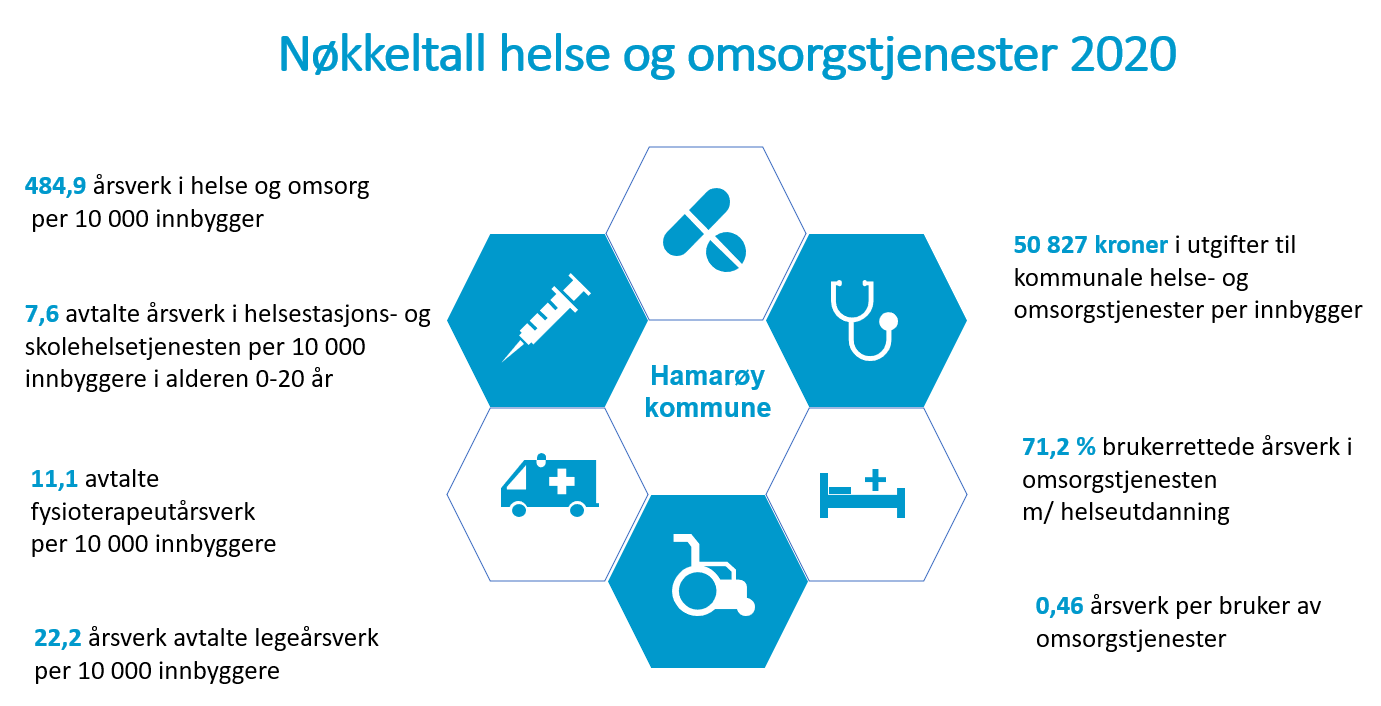 Nøkkeltall helse og omsorgstjenester 2020
484,9 årsverk i helse og omsorg
per 10 000 innbygger
7,6 avtalte årsverk i helsestasjons- og
skolehelsetjenesten per 10 000
innbyggere i alderen 0-20 år
11,1 avtalte
fysioterapeutårsverk
per 10 000 innbyggere
22,2 årsverk avtalte legeårsverk
per 10 000 innbyggere
Hamarøy
kommune
50 827 kroner i utgifter til
kommunale helse- og
omsorgstjenester per innbygger
71,2 % brukerrettede årsverk i
omsorgstjenesten
m/ helseutdanning
0,46 årsverk per bruker av
omsorgstjenester